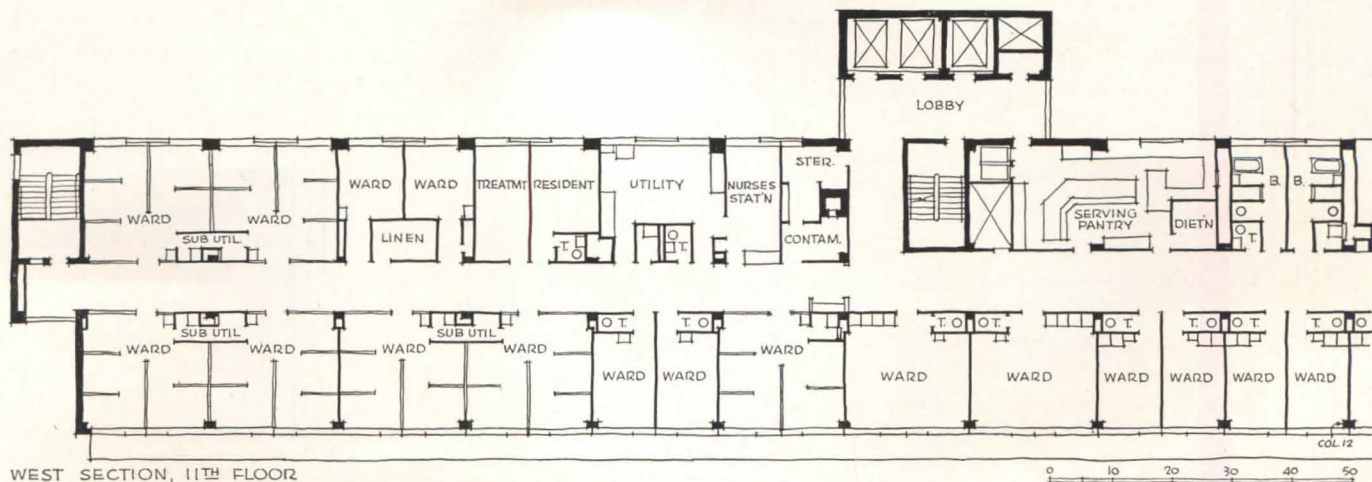 LOBBY
STER.
WARD WARD TREATMT RESIDENT UTILITY NURSES STAT'N B. B.
WARD WARD LINEN SERVING PANTRY DIET'N
SUB UTIL. T. T. CONTAM. T.
SUB UTIL. SUB UTIL. T. T. T. T. T. T. T. T. T.
WARD WARD WARD WARD WARD
WARD WARD WARD WARD WARD WARD WARD WARD
COL. 12
WEST SECTION, 11TH FLOOR
0 10 20 30 40 50